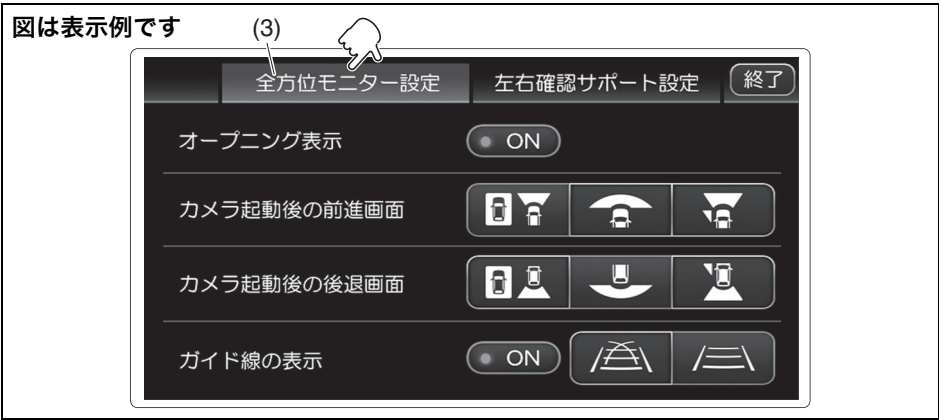 図は表示例です
(3)
全方位モニター設定 左右確認サポート設定 終了
オープニング表示 ON
カメラ起動後の前進画面
カメラ起動後の後退画面
ガイド線の表示 ON